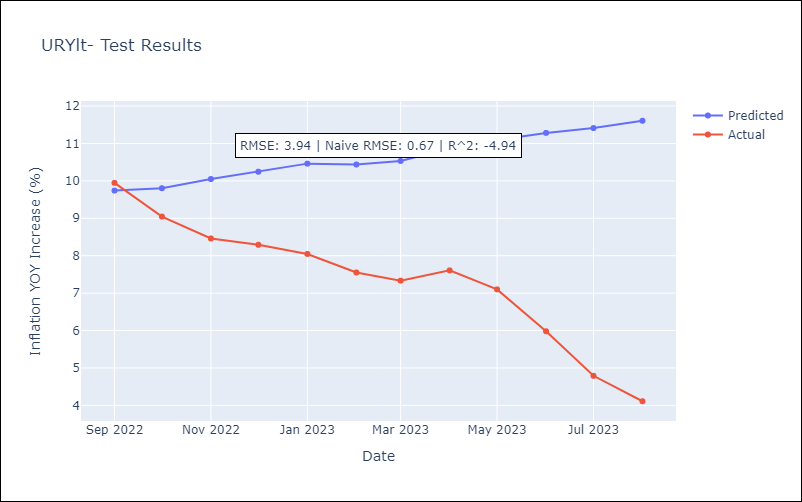 URYlt- Test Results
Predicted
Actual
RMSE: 3.94 | Naive RMSE: 0.67 | R^2: -4.94
Inflation YOY Increase (%)
12
11
10
9
8
7
6
5
4
Sep 2022 Nov 2022 Jan 2023 Mar 2023 May 2023 Jul 2023
Date